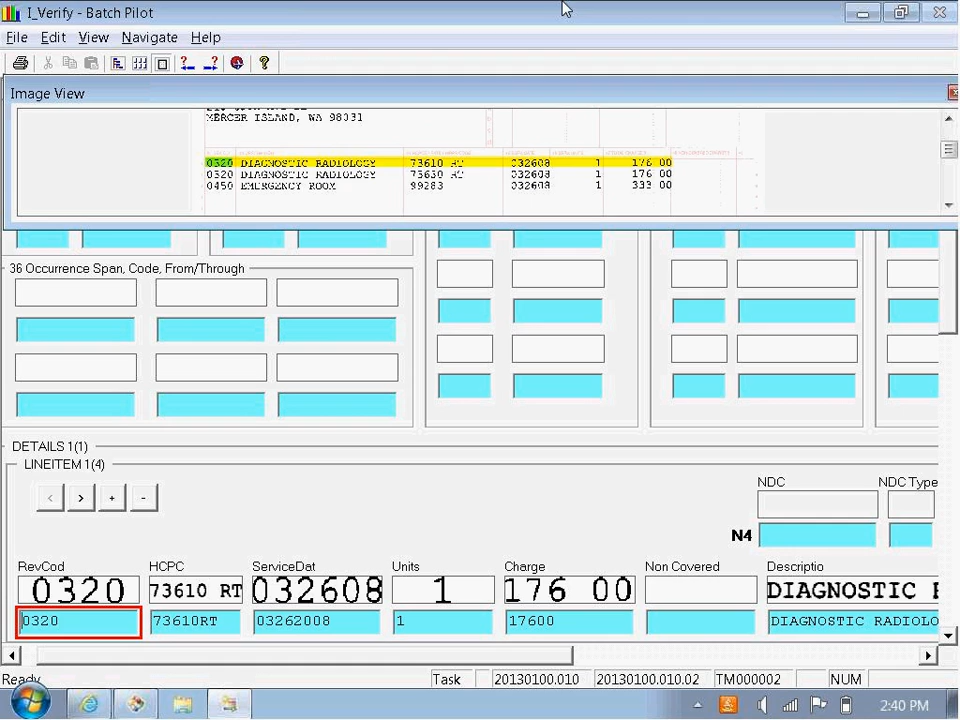 I_Verify - Batch Pilot
File Edit View Navigate Help
Image View
MERCER ISLAND, WA 98031
0320 DIAGNOSTIC RADIOLOGY 73610 RT 032608 1 176 00
0320 DIAGNOSTIC RADIOLOGY 73630 RT 032608 1 176 00
0450 EMERGENCY ROOM 99283 032608 1 333 00
36 Occurrence Span, Code, From/Through
DETAILS 1(1)
LINEITEM 1(4)
< > + -
NDC NDC Type
N4
RevCod HCPC ServiceDat Units Charge Non Covered Descriptio
0320 73610 RT 032608 1 176 00 DIAGNOSTIC
0320 73610RT 03262008 1 17600 DIAGNOSTIC RADIOLO
Ready Task 20130100.010 20130100.010.02 TM000002 NUM
2:40 PM